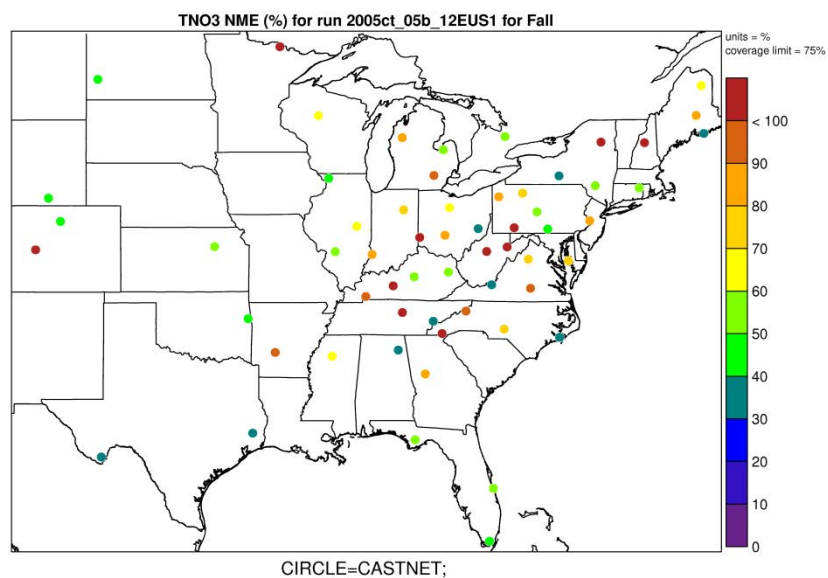 TNO3 NME (%) for run 2005ct_05b_12EUS1 for Fall
units = %
coverage limit = 75%
< 100
90
80
70
60
50
40
30
20
10
0
CIRCLE=CASTNET;